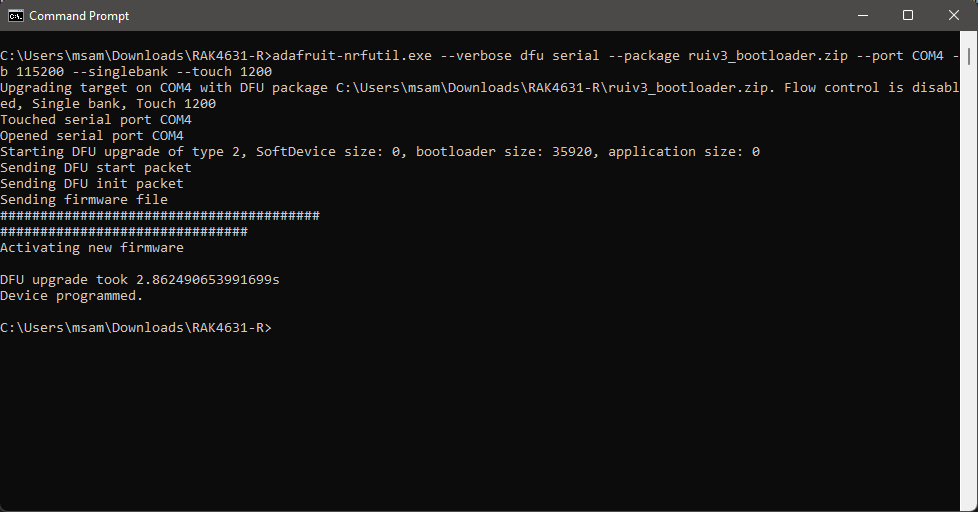 Command Prompt
C:\Users\msam\Downloads\RAK4631-R>adafruit-nrfutil.exe --verbose dfu serial --package ruiv3_bootloader.zip --port COM4 -
b 115200 --singlebank --touch 1200
Upgrading target on COM4 with DFU package C:\Users\msam\Downloads\RAK4631-R\ruiv3_bootloader.zip. Flow control is disabl
ed, Single bank, Touch 1200
Touched serial port COM4
Opened serial port COM4
Starting DFU upgrade of type 2, SoftDevice size: 0, bootloader size: 35920, application size: 0
Sending DFU start packet
Sending DFU init packet
Sending firmware file
########################################
###############################
Activating new firmware
DFU upgrade took 2.862490653991699s
Device programmed.
C:\Users\msam\Downloads\RAK4631-R>